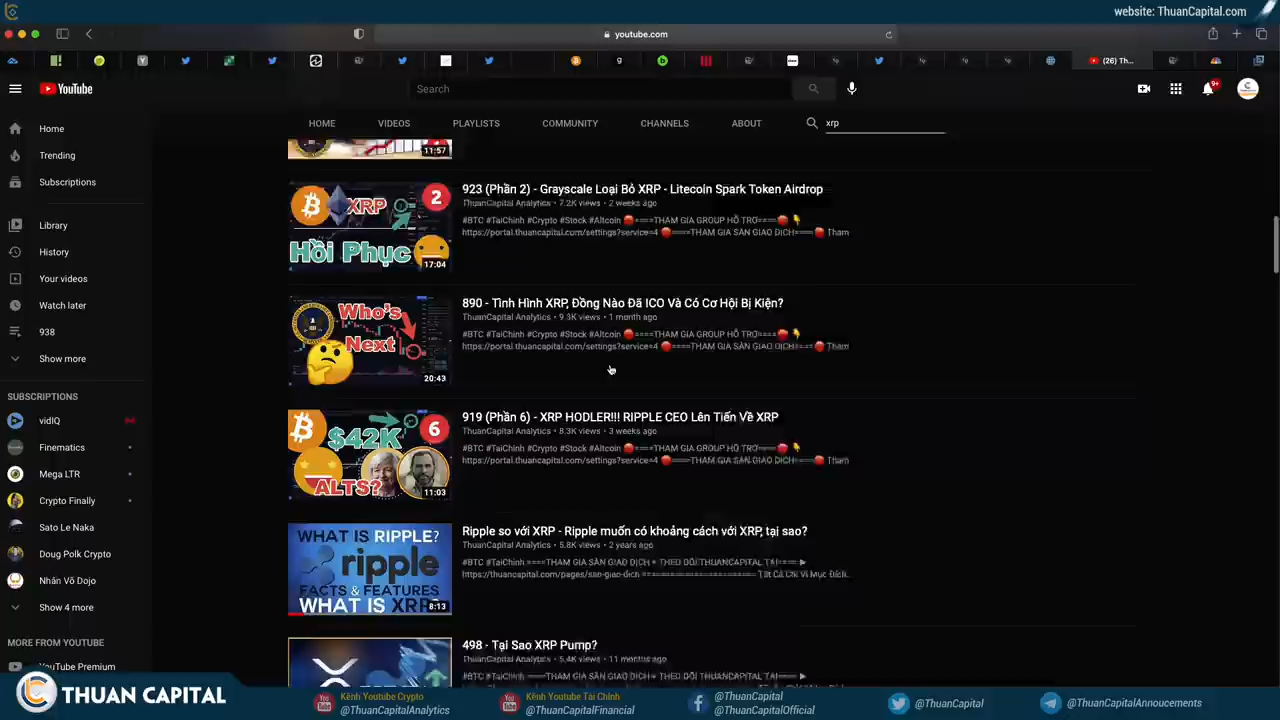 website: ThuanCapital.com
youtube.com
(26) Th...
YouTube
Search
9+
HOME
VIDEOS
PLAYLISTS
COMMUNITY
CHANNELS
ABOUT
xrp
Home
Trending
Subscriptions
Library
History
Your videos
Watch later
938
Show more
SUBSCRIPTIONS
vidIQ
Finematics
Mega LTR
Crypto Finally
Sato Le Naka
Doug Polk Crypto
Nhân Võ Dojo
Show 4 more
MORE FROM YOUTUBE
YouTube Premium
11:57
XRP
2
Hồi Phục
17:04
923 (Phần 2) - Grayscale Loại Bỏ XRP - Litecoin Spark Token Airdrop
ThuanCapital Analytics • 7.2K views • 2 weeks ago
#BTC #TaiChinh #Crypto #Stock #Altcoin 🔴====THAM GIA GROUP HỖ TRỢ====🔴 👇
https://portal.thuancapital.com/settings?service=4 🔴====THAM GIA SÀN GIAO DỊCH====🔴 Tham
Who's
Next
20:43
890 - Tình Hình XRP, Đồng Nào Đã ICO Và Có Cơ Hội Bị Kiện?
ThuanCapital Analytics • 9.3K views • 1 month ago
#BTC #TaiChinh #Crypto #Stock #Altcoin 🔴====THAM GIA GROUP HỖ TRỢ====🔴 👇
https://portal.thuancapital.com/settings?service=4 🔴====THAM GIA SÀN GIAO DỊCH====🔴 Tham
$42K
6
ALTS?
11:03
919 (Phần 6) - XRP HODLER!!! RIPPLE CEO Lên Tiến Về XRP
ThuanCapital Analytics • 8.3K views • 3 weeks ago
#BTC #TaiChinh #Crypto #Stock #Altcoin 🔴====THAM GIA GROUP HỖ TRỢ====🔴 👇
https://portal.thuancapital.com/settings?service=4 🔴====THAM GIA SÀN GIAO DỊCH====🔴 Tham
WHAT IS RIPPLE?
ripple
FACTS & FEATURES
WHAT IS XRP
8:13
Ripple so với XRP - Ripple muốn có khoảng cách với XRP, tại sao?
ThuanCapital Analytics • 5.8K views • 2 years ago
#BTC #TaiChinh ====THAM GIA SÀN GIAO DỊCH + THEO DÕI THUANCAPITAL TẠI==== ►
https://thuancapital.com/pages/san-giao-dich ==================== Tất Cả Chỉ Vì Mục Đích...
498 - Tại Sao XRP Pump?
ThuanCapital Analytics • 5.4K views • 11 months ago
#BTC #TaiChinh ====THAM GIA SÀN GIAO DỊCH + THEO DÕI THUANCAPITAL TẠI==== ►
THUAN CAPITAL
Kênh Youtube Crypto
@ThuanCapitalAnalytics
Kênh Youtube Tài Chính
@ThuanCapitalFinancial
@ThuanCapital
@ThuanCapitalOfficial
@ThuanCapital
@ThuanCapitalAnnoucements